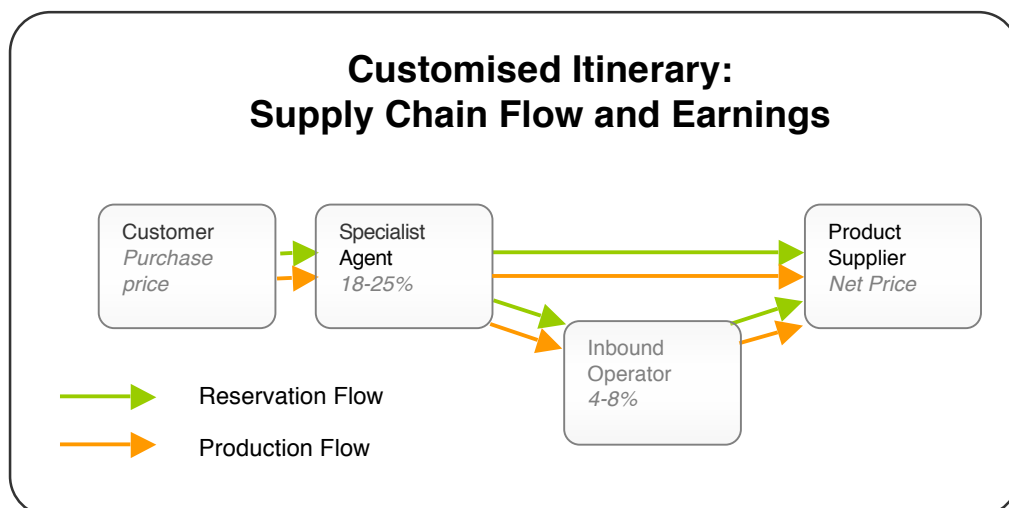 Customised Itinerary:
Supply Chain Flow and Earnings
Customer
Purchase
price
Specialist
Agent
18-25%
Product
Supplier
Net Price
Inbound
Operator
4-8%
Reservation Flow
Production Flow